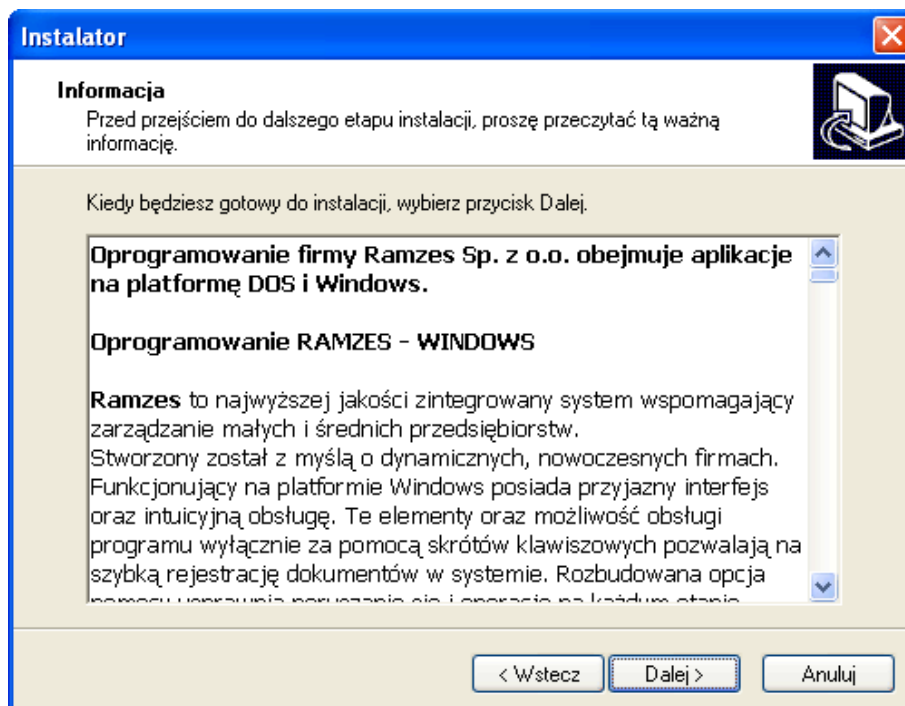 Instalator
Informacja
Przed przejściem do dalszego etapu instalacji, proszę przeczytać tą ważną
informację.
Kiedy będziesz gotowy do instalacji, wybierz przycisk Dalej.
Oprogramowanie firmy Ramzes Sp. z o.o. obejmuje aplikacje
na platformę DOS i Windows.
Oprogramowanie RAMZES - WINDOWS
Ramzes to najwyższej jakości zintegrowany system wspomagający
zarządzanie małych i średnich przedsiębiorstw.
Stworzony został z myślą o dynamicznych, nowoczesnych firmach.
Funkcjonujący na platformie Windows posiada przyjazny interfejs
oraz intuicyjną obsługę. Te elementy oraz możliwość obsługi
programu wyłącznie za pomocą skrótów klawiszowych pozwalają na
szybką rejestrację dokumentów w systemie. Rozbudowana opcja
< Wstecz
Dalej >
Anuluj